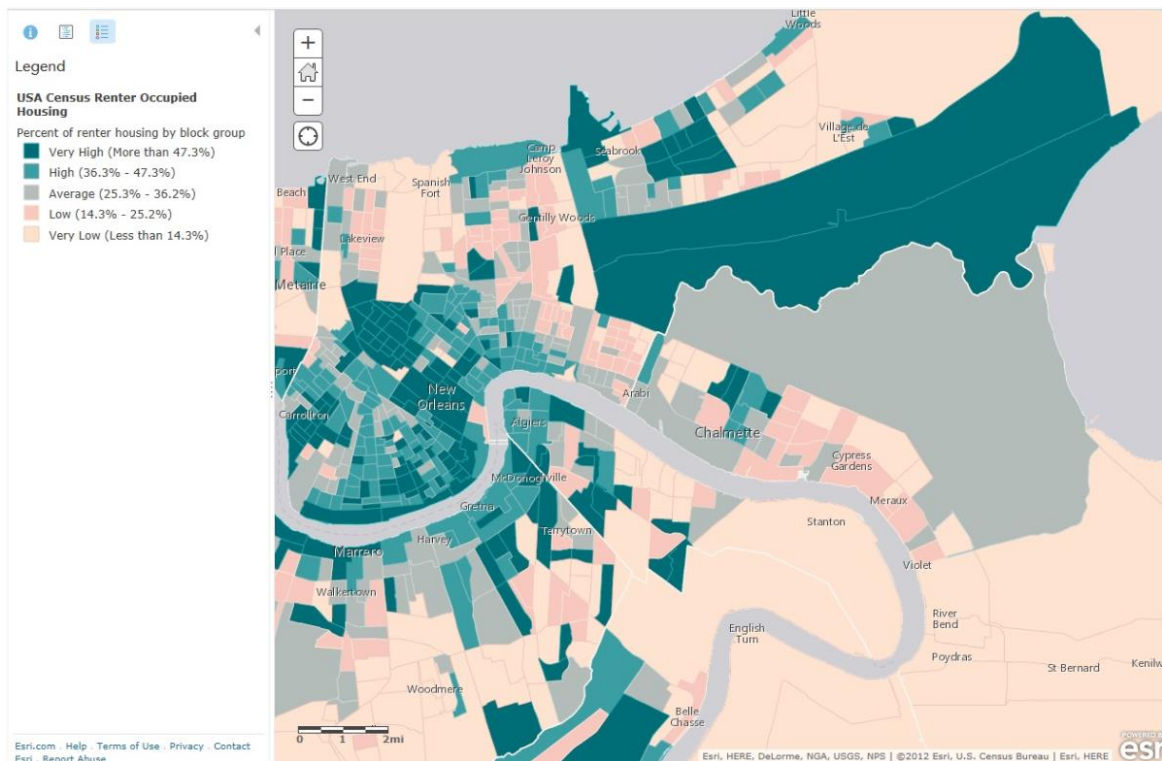 Legend
USA Census Renter Occupied
Housing
Percent of renter housing by block group
Very High (More than 47.3%)
High (36.3% - 47.3%)
Average (25.3% - 36.2%)
Low (14.3% - 25.2%)
Very Low (Less than 14.3%)
Esri.com . Help . Terms of Use . Privacy . Contact
Esri . Report Abuse
+
−
Little
Woods
Village de
L'Est
Camp
Leroy
Johnson
Seabrook
West End
Spanish
Fort
Beach
Gentilly Woods
Lakeview
l Place
Metairie
port
New
Orleans
Carrollton
Arabi
Algiers
Chalmette
Cypress
Gardens
McDonoghville
Meraux
Gretna
Stanton
Terrytown
Harvey
Marrero
Violet
Walkertown
River
Bend
English
Turn
Poydras
St Bernard
Kenilw
Woodmere
Belle
Chasse
0 1 2mi
Esri, HERE, DeLorme, NGA, USGS, NPS | ©2012 Esri, U.S. Census Bureau | Esri, HERE
POWERED BY
esri